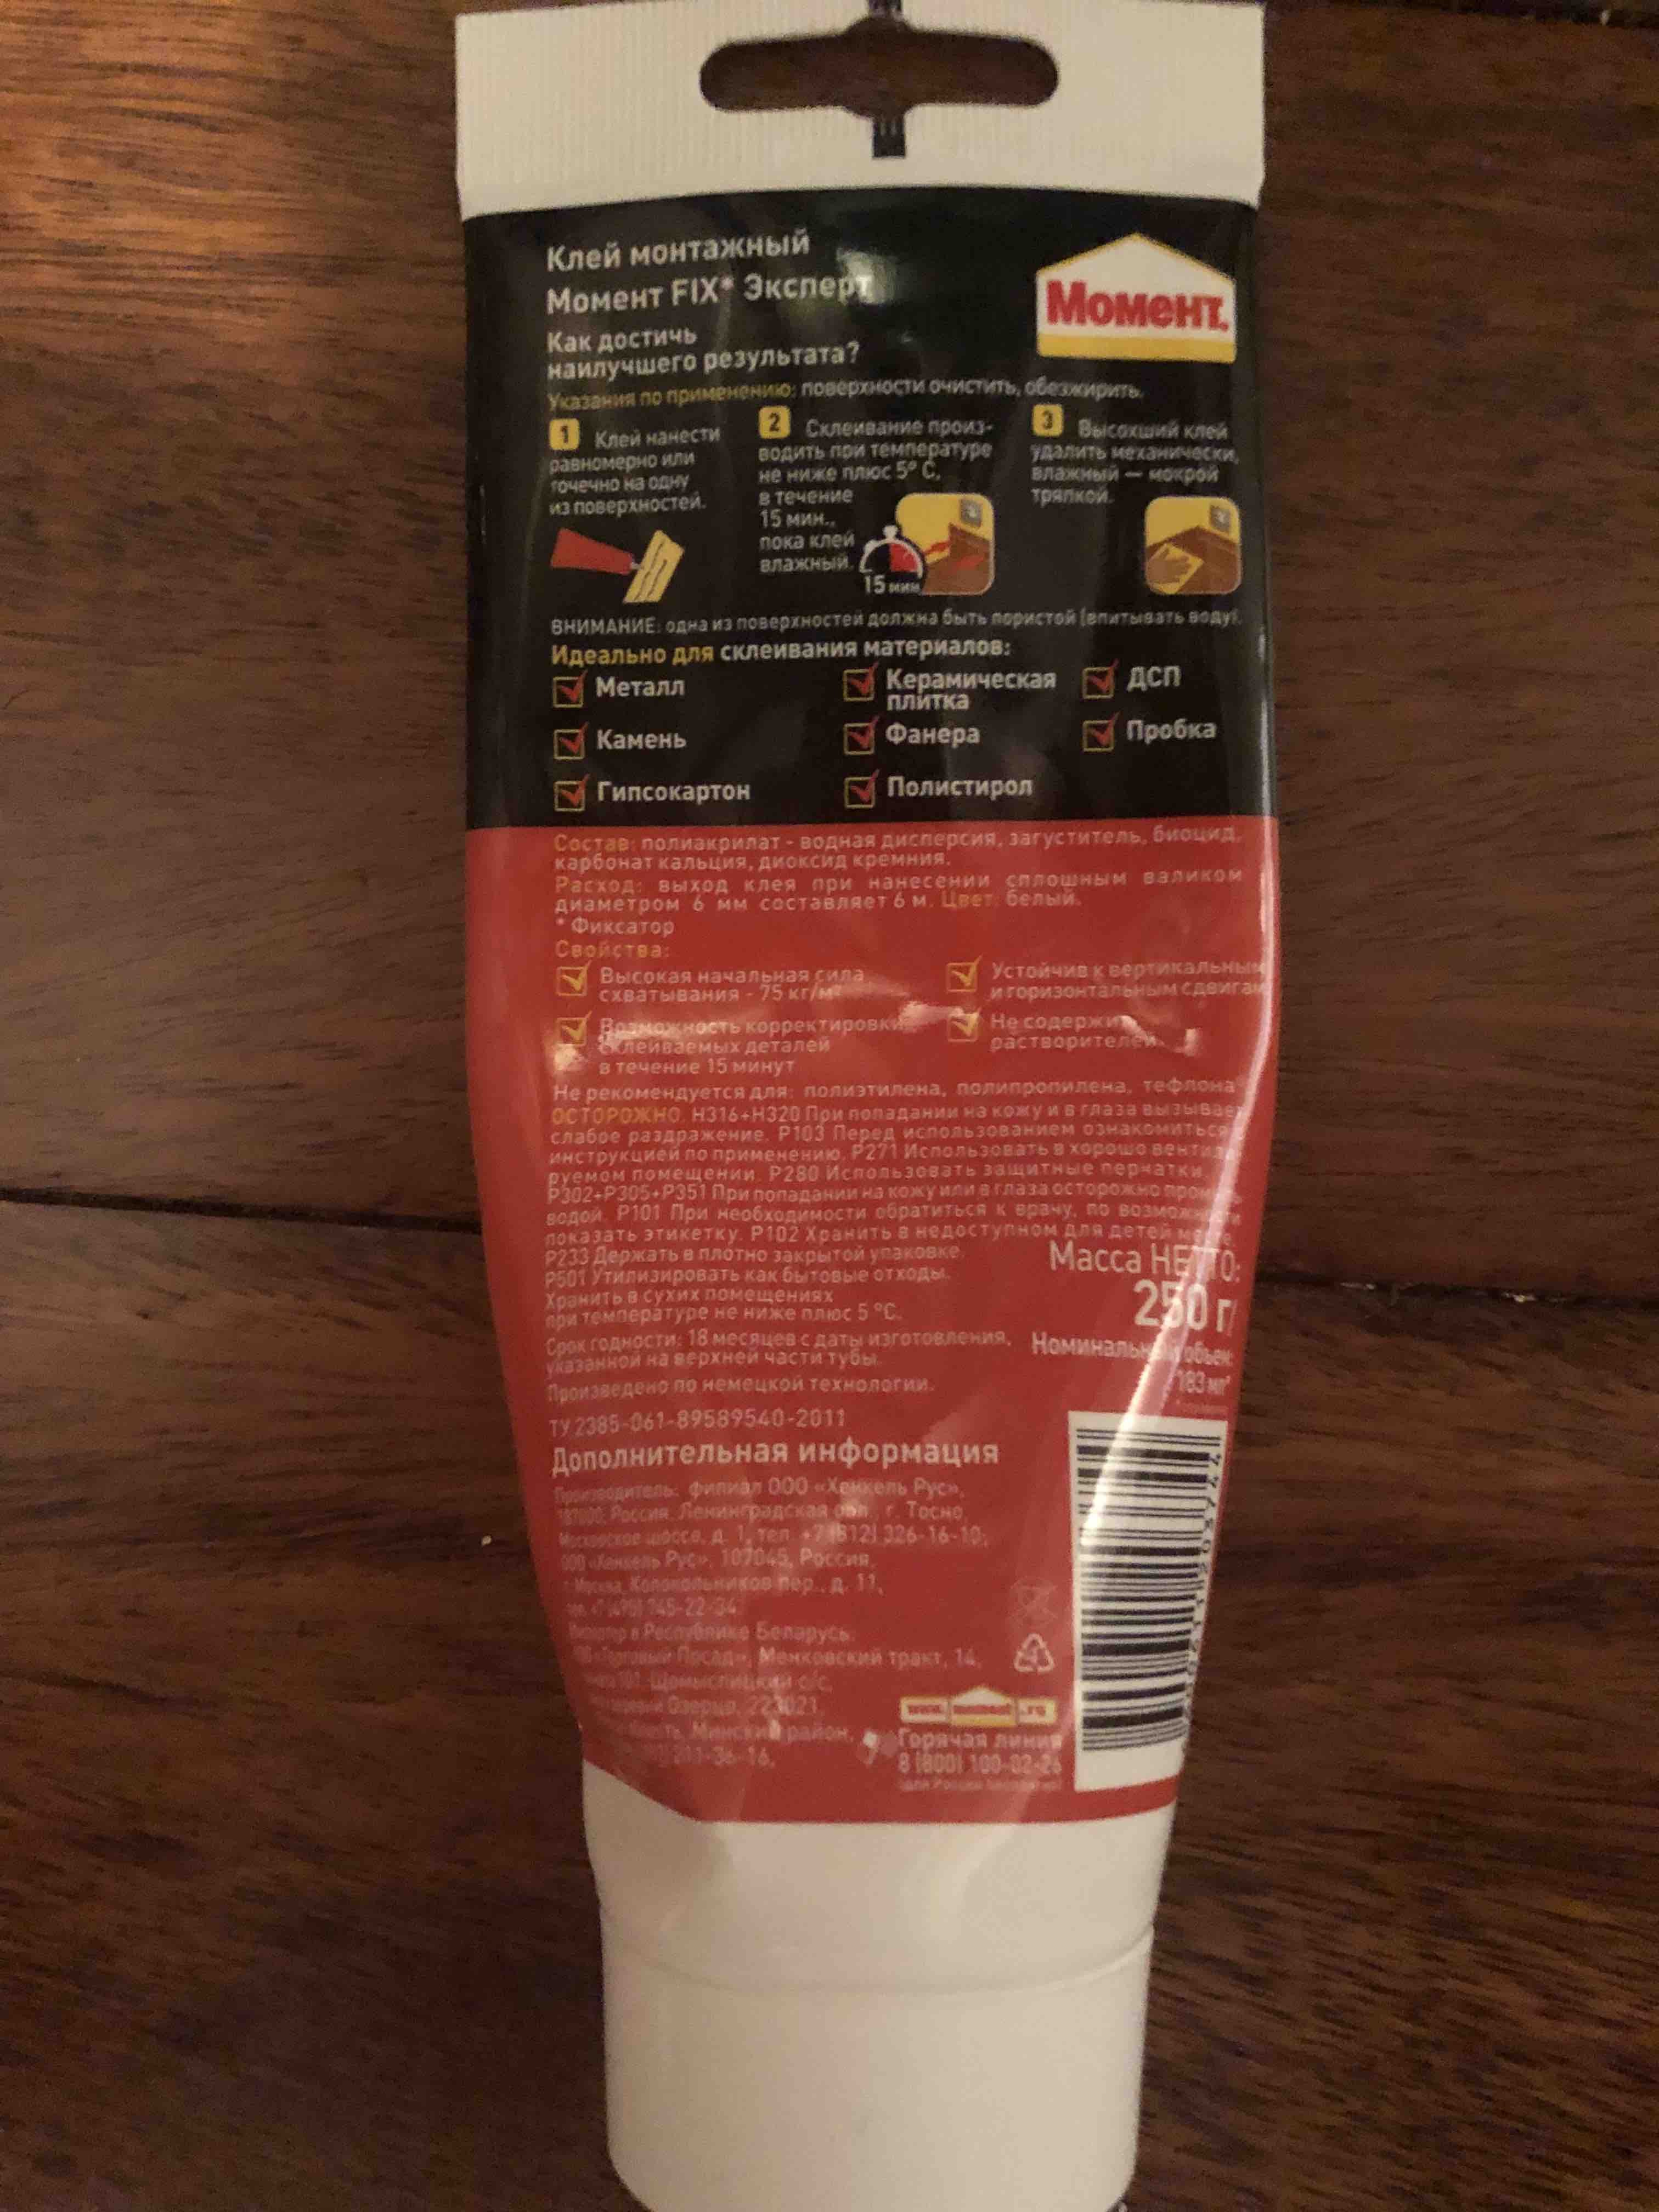 Клей монтажный
Момент FIX* Эксперт
Момент.
Как достичь
наилучшего результата?
Указания по применению: поверхности очистить, обезжирить.
1 Клей нанести
равномерно или
точечно на одну
из поверхностей.
2 Склеивание произ-
водить при температуре
не ниже плюс 5° С,
в течение
15 мин.,
пока клей
влажный.
15 мин
3 Высохший клей
удалить механически,
влажный — мокрой
тряпкой.
ВНИМАНИЕ: одна из поверхностей должна быть пористой (впитывать воду).
Идеально для склеивания материалов:
Металл
Керамическая
плитка
ДСП
Камень
Фанера
Пробка
Гипсокартон
Полистирол
Состав: полиакрилат - водная дисперсия, загуститель, биоцид,
карбонат кальция, диоксид кремния.
Расход: выход клея при нанесении сплошным валиком
диаметром 6 мм составляет 6 м. Цвет: белый.
* Фиксатор
Свойства:
Высокая начальная сила
схватывания - 75 кг/м²
Устойчив к вертикальным
и горизонтальным сдвигам
Возможность корректировки
склеиваемых деталей
в течение 15 минут
Не содержит
растворителей
Не рекомендуется для: полиэтилена, полипропилена, тефлона
ОСТОРОЖНО. H316+H320 При попадании на кожу и в глаза вызывает
слабое раздражение. P103 Перед использованием ознакомиться с
инструкцией по применению. P271 Использовать в хорошо вентили
руемом помещении. P280 Использовать защитные перчатки.
P302+P305+P351 При попадании на кожу или в глаза осторожно промыть
водой. P101 При необходимости обратиться к врачу, по возможности
показать этикетку. P102 Хранить в недоступном для детей месте.
P233 Держать в плотно закрытой упаковке.
P501 Утилизировать как бытовые отходы.
Хранить в сухих помещениях
при температуре не ниже плюс 5 °С.
Масса НЕТТО:
250 г
Срок годности: 18 месяцев с даты изготовления,
указанной на верхней части тубы.
Номинальный объем:
183 мл*
Произведено по немецкой технологии.
ТУ 2385-061-89589540-2011
Дополнительная информация
Производитель: филиал ООО «Хенкель Рус»,
187000, Россия, Ленинградская обл., г. Тосно,
Московское шоссе, д. 1, тел. +7 (812) 326-16-10;
ООО «Хенкель Рус», 107045, Россия,
г. Москва, Колокольников пер., д. 11,
745-22-34
Импортер в Республике Беларусь:
«Торговый Посад», Менковский тракт, 14,
Щомыслицкий с/с,
Озерцо, 223021,
Минский район,
211-36-16.
Горячая линия
8 (800) 100-02-26
(для России бесплатно)